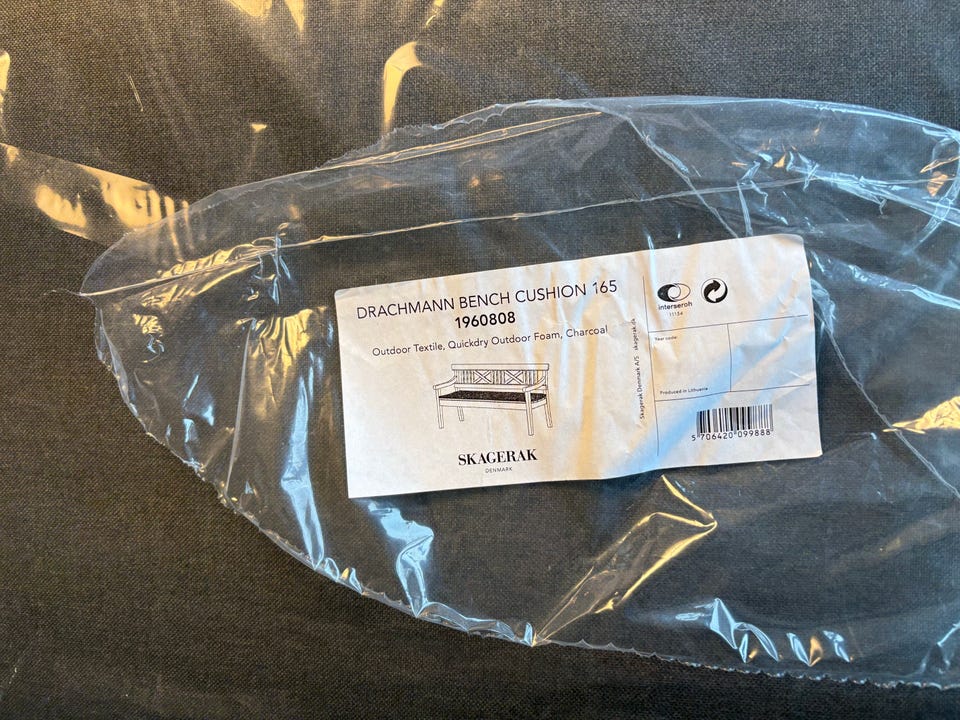 DRACHMANN BENCH CUSHION 165
1960808
Outdoor Textile, Quickdry Outdoor Foam, Charcoal
SKAGERAK
DENMARK
Skagerak Denmark A/S skagerak.dk
interseroh
11154
Year code:
Produced in Lithuania
5 706420 099888